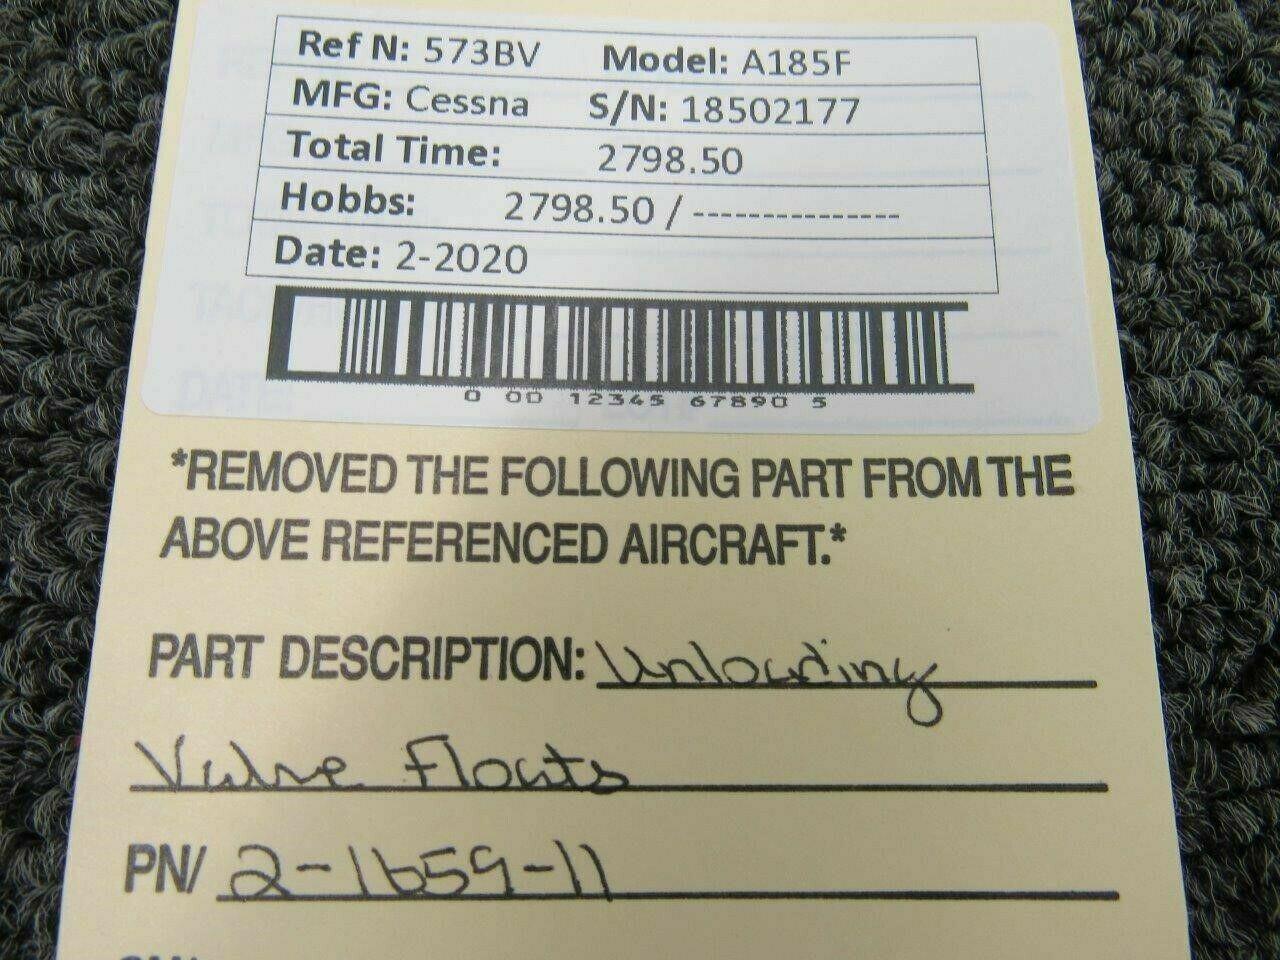 Ref N: 573BV Model: A185F
MFG: Cessna S/N: 18502177
Total Time: 2798.50
Hobbs: 2798.50 / ---------------
Date: 2-2020
0 00 12345 67890 5
*REMOVED THE FOLLOWING PART FROM THE
ABOVE REFERENCED AIRCRAFT.*
PART DESCRIPTION: Unloading
Valve Floats
PN/ 2-1659-11